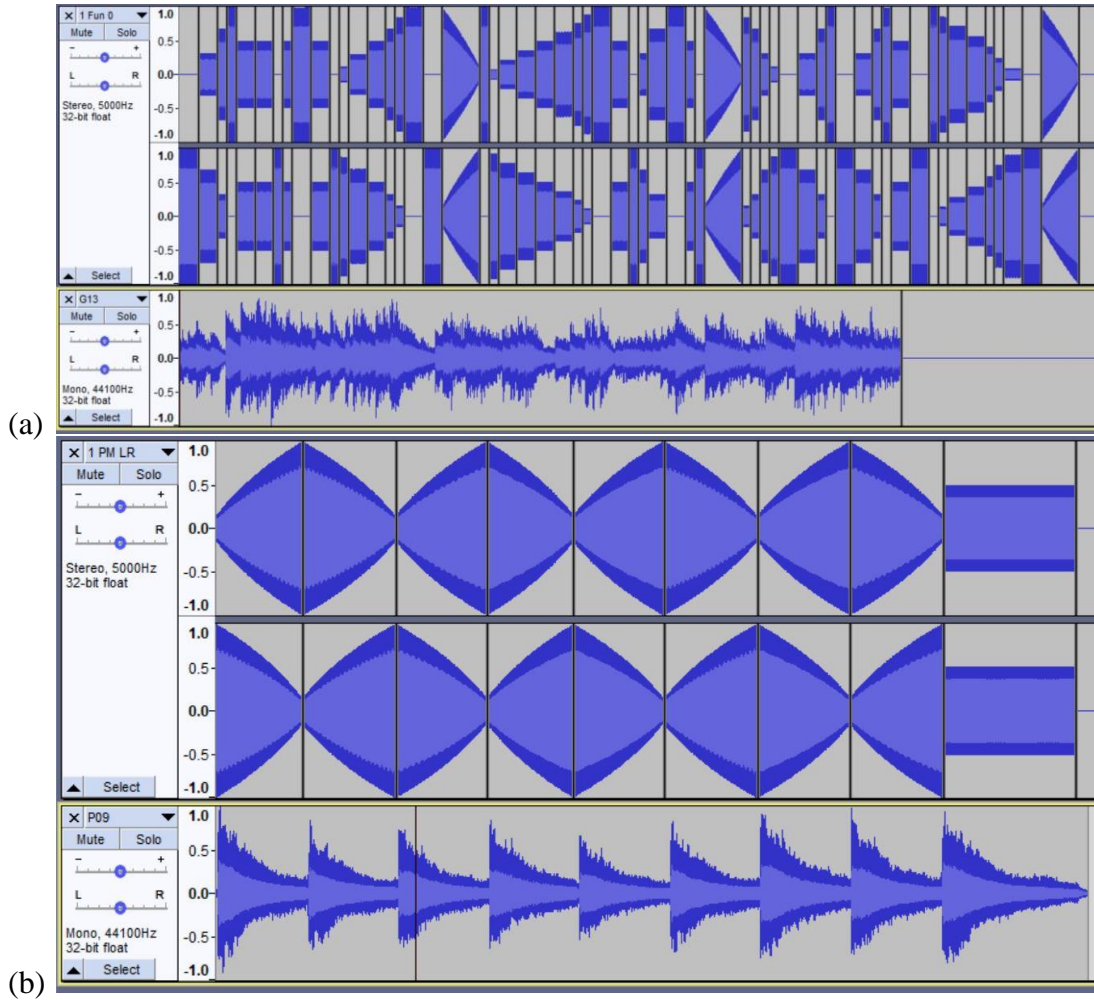 × 1 Fun 0 ▼
Mute Solo
- +
L R
Stereo, 5000Hz
32-bit float
▲ Select
1.0
0.5
0.0
-0.5
-1.0
1.0
0.5
0.0
-0.5
-1.0
× G13 ▼
Mute Solo
- +
L R
Mono, 44100Hz
32-bit float
▲ Select
1.0
0.5
0.0
-0.5
-1.0
(a)
× 1 PM LR ▼
Mute Solo
- +
L R
Stereo, 5000Hz
32-bit float
▲ Select
1.0
0.5
0.0
-0.5
-1.0
1.0
0.5
0.0
-0.5
-1.0
× P09 ▼
Mute Solo
- +
L R
Mono, 44100Hz
32-bit float
▲ Select
1.0
0.5
0.0
-0.5
-1.0
(b)